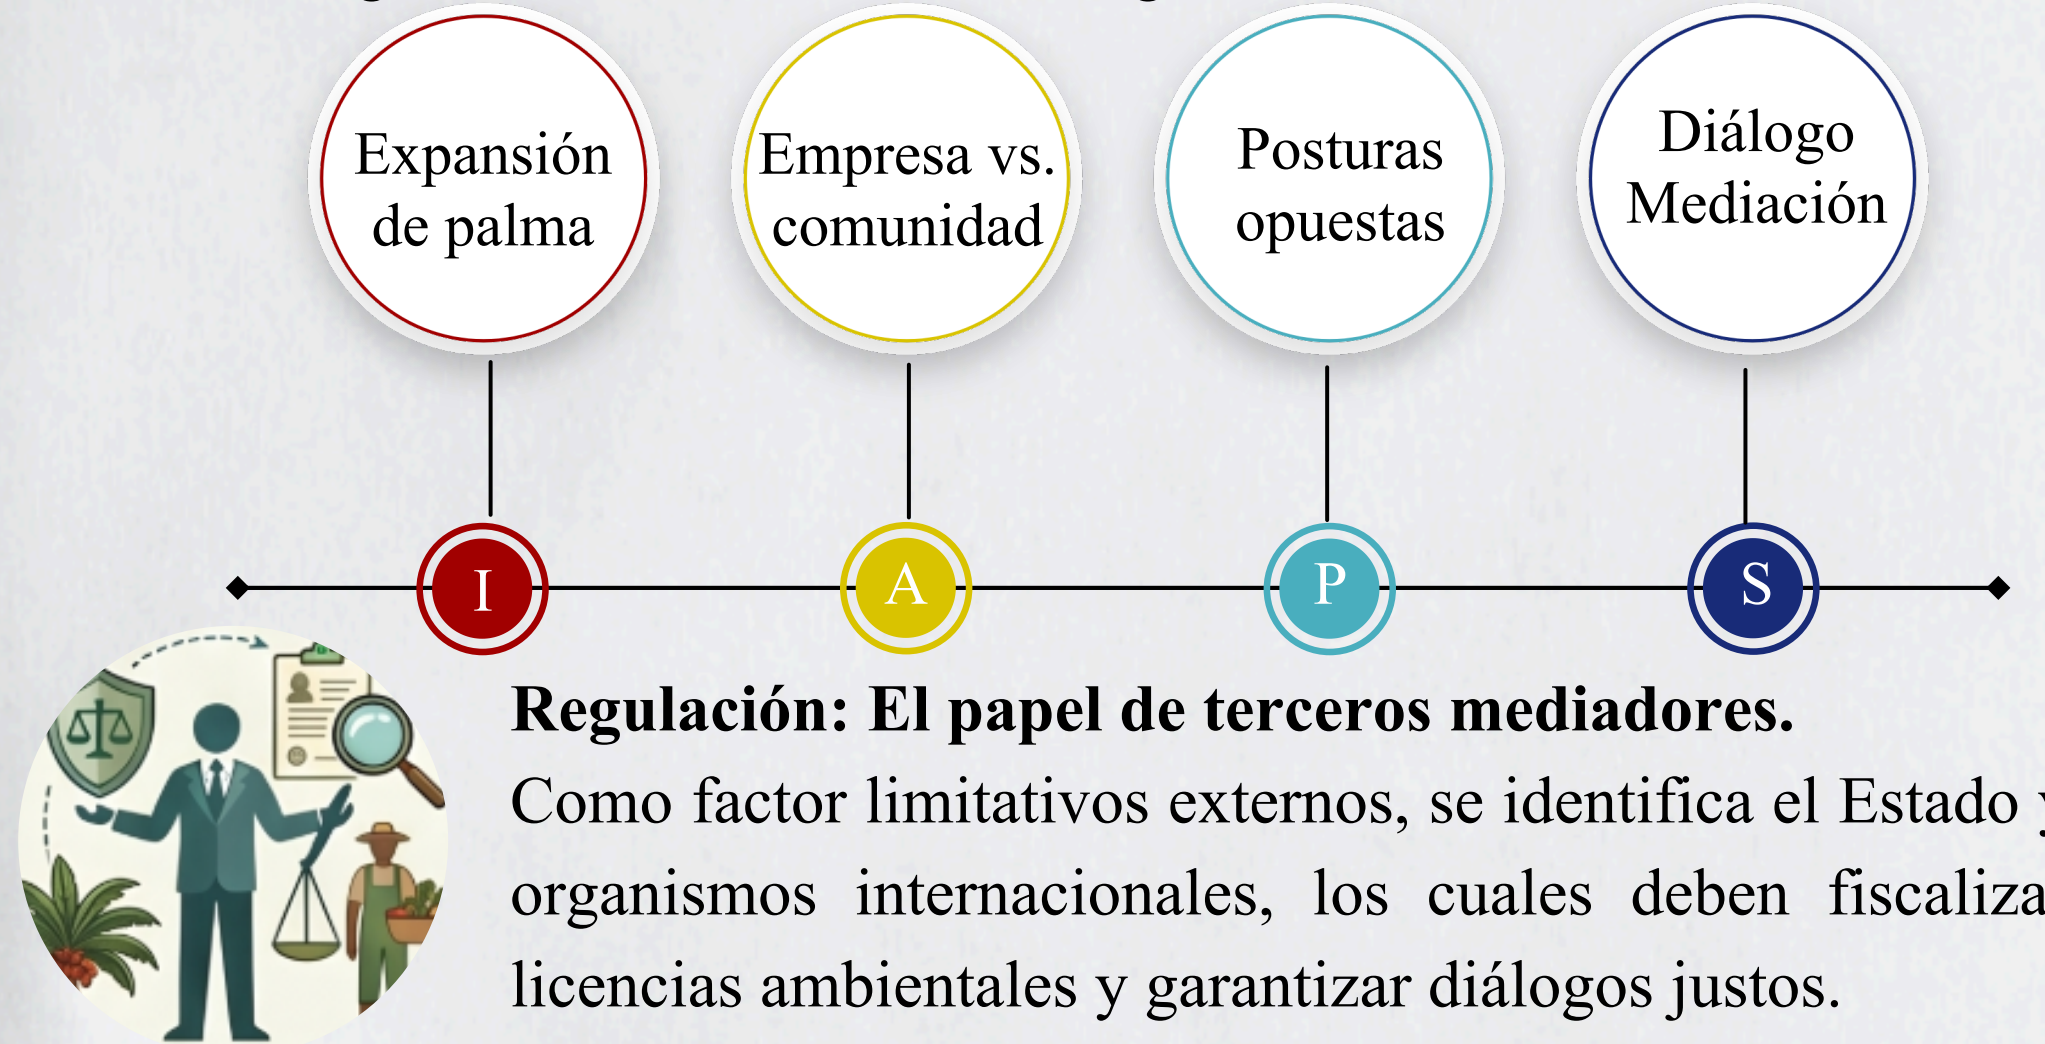 Expansión
de palma
Empresa vs.
comunidad
Posturas
opuestas
Diálogo
Mediación
I
A
P
S
Regulación: El papel de terceros mediadores.
Como factor limitativos externos, se identifica el Estado y
organismos internacionales, los cuales deben fiscaliza
licencias ambientales y garantizar diálogos justos.